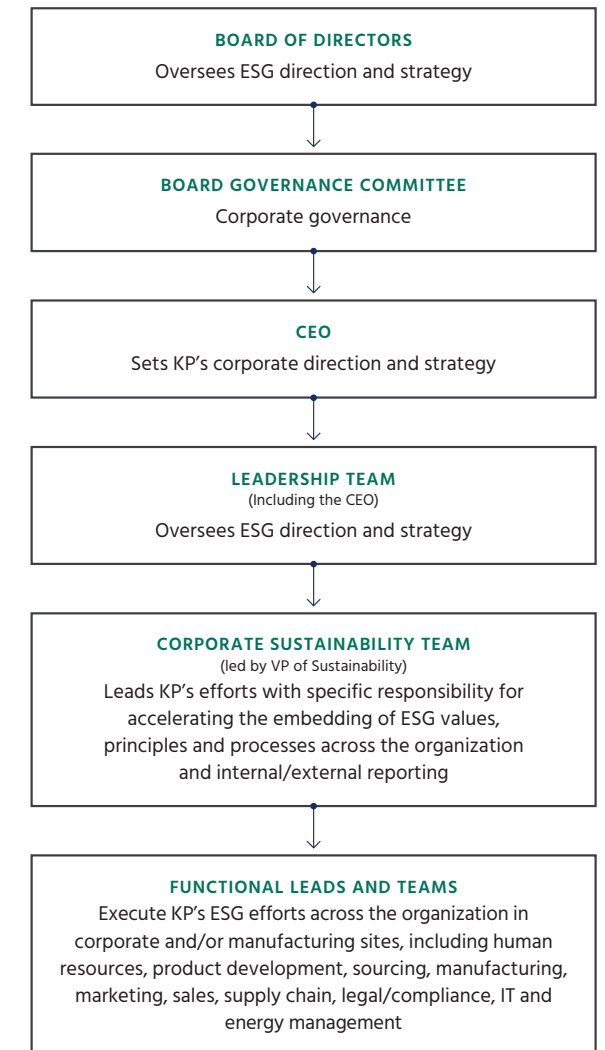 BOARD OF DIRECTORS
Oversees ESG direction and strategy
BOARD GOVERNANCE COMMITTEE
Corporate governance
CEO
Sets KP’s corporate direction and strategy
LEADERSHIP TEAM
(Including the CEO)
Oversees ESG direction and strategy
CORPORATE SUSTAINABILITY TEAM
(led by VP of Sustainability)
Leads KP’s efforts with specific responsibility for
accelerating the embedding of ESG values,
principles and processes across the organization
and internal/external reporting
FUNCTIONAL LEADS AND TEAMS
Execute KP’s ESG efforts across the organization in
corporate and/or manufacturing sites, including human
resources, product development, sourcing, manufacturing,
marketing, sales, supply chain, legal/compliance, IT and
energy management